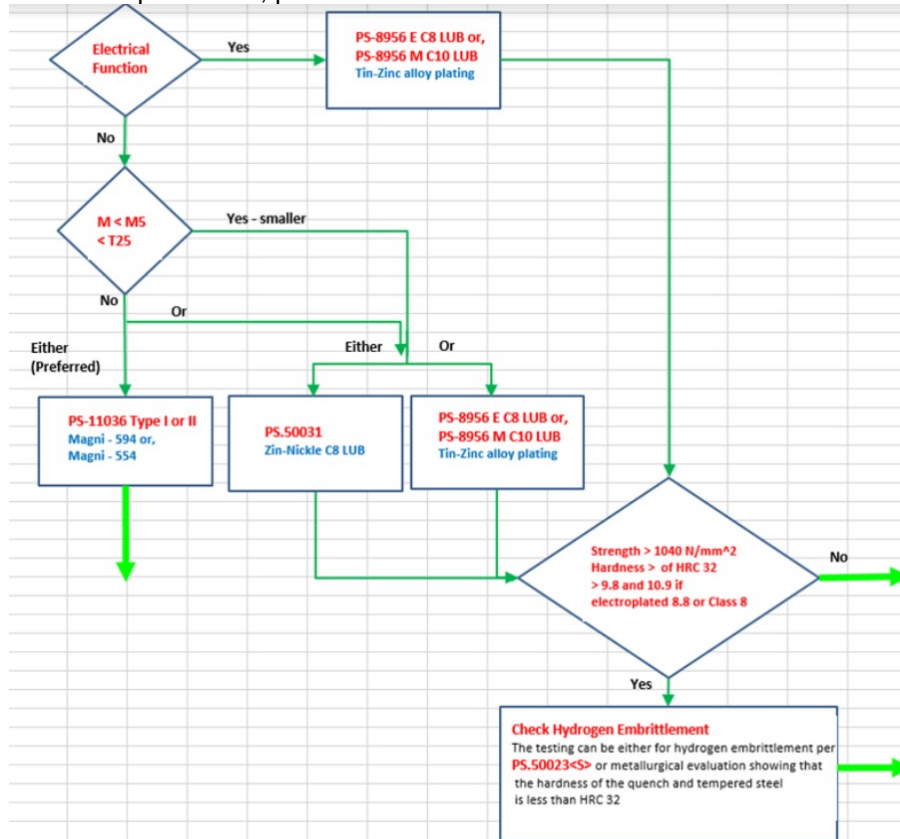 Electrical
Function
Yes
PS-8956 E C8 LUB or,
PS-8956 M C10 LUB
Tin-Zinc alloy plating
No
M < M5
< T25
Yes - smaller
No
Or
Either
(Preferred)
Either
Or
PS-11036 Type I or II
Magni - 594 or,
Magni - 554
PS.50031
Zin-Nickle C8 LUB
PS-8956 E C8 LUB or,
PS-8956 M C10 LUB
Tin-Zinc alloy plating
Strength > 1040 N/mm^2
Hardness > of HRC 32
> 9.8 and 10.9 if
electroplated 8.8 or Class 8
No
Yes
Check Hydrogen Embrittlement
The testing can be either for hydrogen embrittlement per
PS.50023<S> or metallurgical evaluation showing that
the hardness of the quench and tempered steel
is less than HRC 32